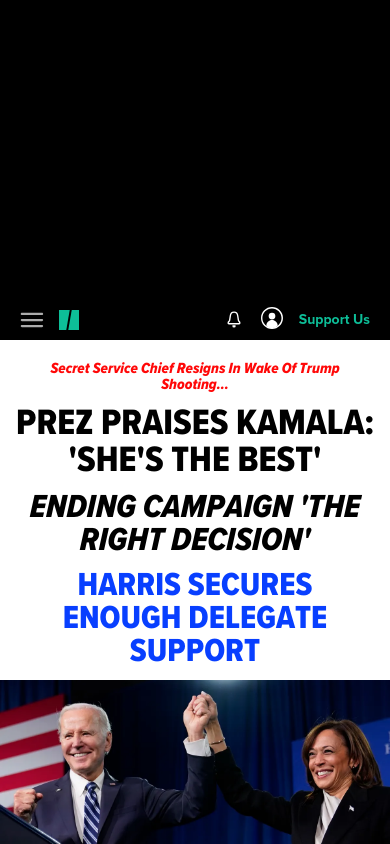 Support Us
Secret Service Chief Resigns In Wake Of Trump
Shooting...
PREZ PRAISES KAMALA:
'SHE'S THE BEST'
ENDING CAMPAIGN 'THE
RIGHT DECISION'
HARRIS SECURES
ENOUGH DELEGATE
SUPPORT